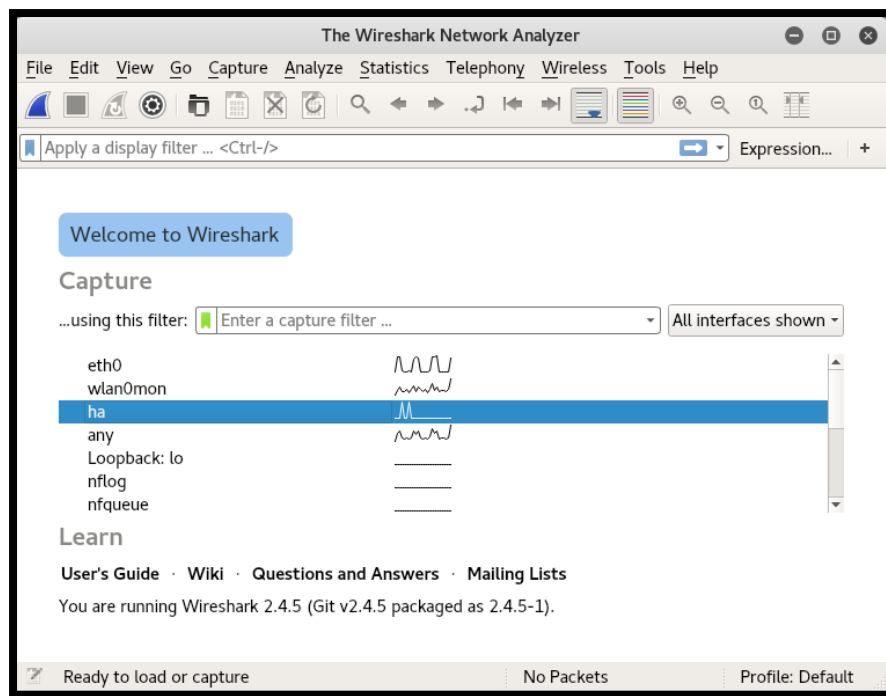 The Wireshark Network Analyzer
File Edit View Go Capture Analyze Statistics Telephony Wireless Tools Help
Apply a display filter ... <Ctrl-/> Expression... +
Welcome to Wireshark
Capture
...using this filter: Enter a capture filter ... All interfaces shown
eth0
wlan0mon
ha
any
Loopback: lo
nflog
nfqueue
Learn
User's Guide · Wiki · Questions and Answers · Mailing Lists
You are running Wireshark 2.4.5 (Git v2.4.5 packaged as 2.4.5-1).
Ready to load or capture No Packets Profile: Default